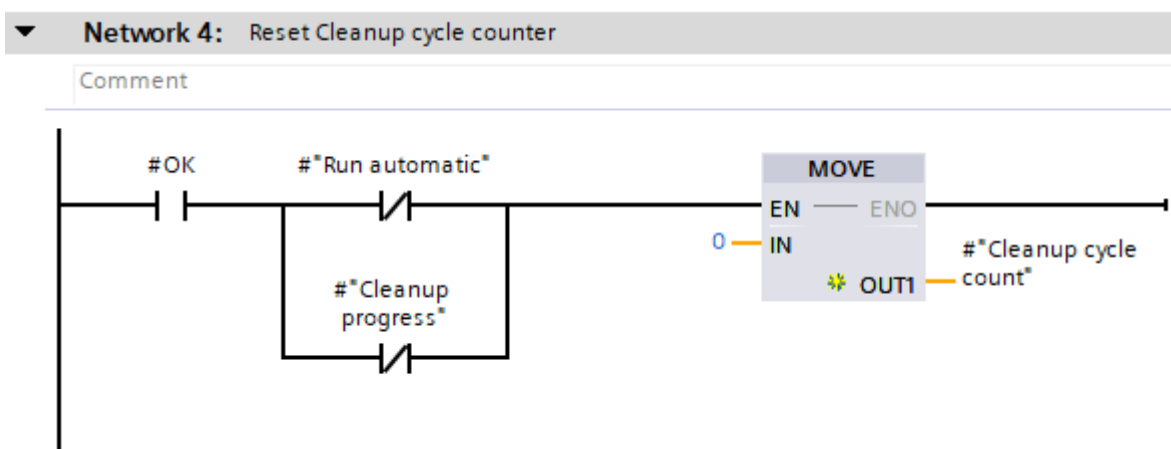 Network 4: Reset Cleanup cycle counter
Comment
#OK
#"Run automatic"
MOVE
EN
ENO
0
IN
#"Cleanup cycle
count"
OUT1
#"Cleanup
progress"